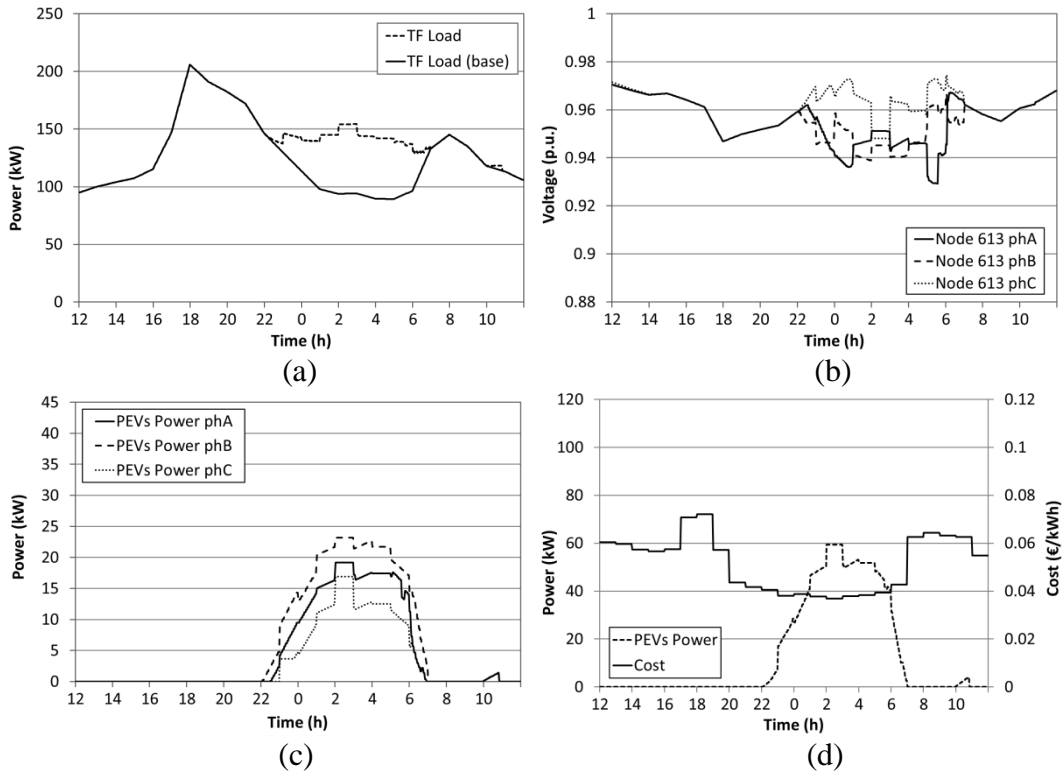 250
200
150
100
50
0
Power (kW)
TF Load
TF Load (base)
12 14 16 18 20 22 0 2 4 6 8 10
Time (h)
(a)
1
0.98
0.96
0.94
0.92
0.9
0.88
Voltage (p.u.)
Node 613 phA
Node 613 phB
Node 613 phC
12 14 16 18 20 22 0 2 4 6 8 10
Time (h)
(b)
45
40
35
30
25
20
15
10
5
0
Power (kW)
PEVs Power phA
PEVs Power phB
PEVs Power phC
12 14 16 18 20 22 0 2 4 6 8 10
Time (h)
(c)
120
100
80
60
40
20
0
Power (kW)
0.12
0.1
0.08
0.06
0.04
0.02
0
Cost (€/kWh)
PEVs Power
Cost
12 14 16 18 20 22 0 2 4 6 8 10
Time (h)
(d)